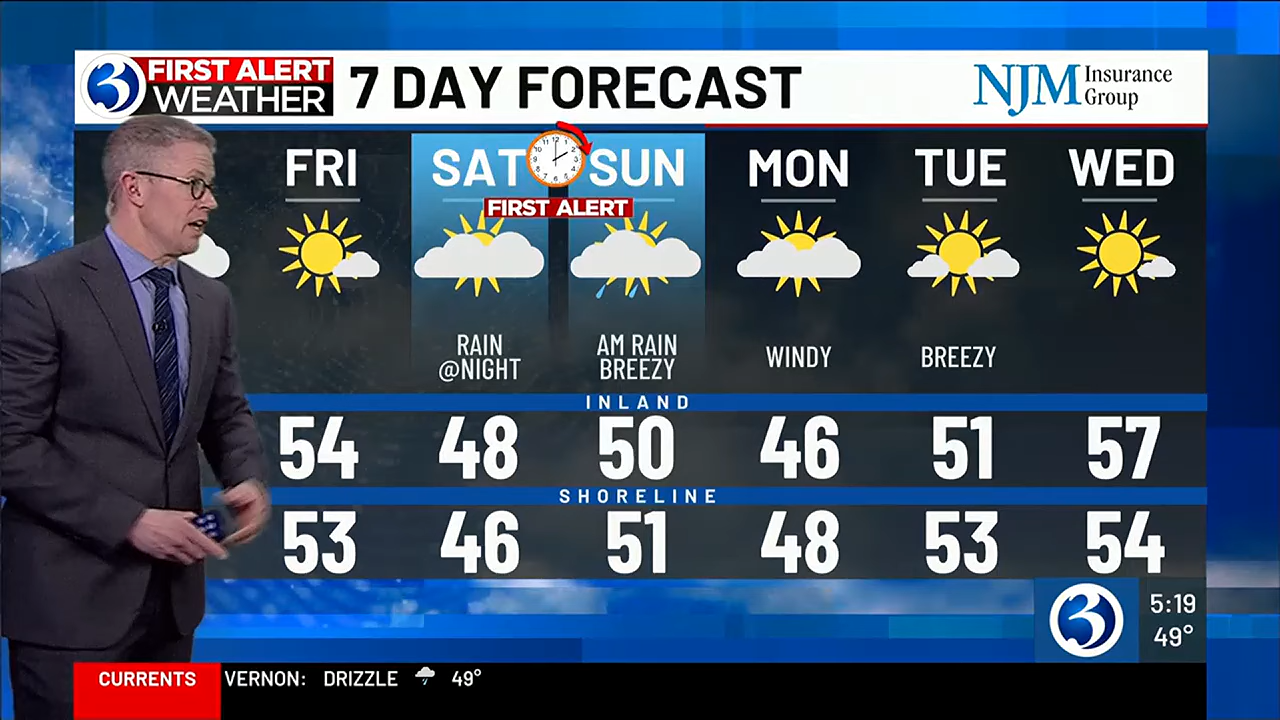 3 FIRST ALERT
WEATHER
7 DAY FORECAST
NJM Insurance
Group
FRI SAT SUN MON TUE WED
FIRST ALERT
RAIN
@NIGHT
AM RAIN
BREEZY
WINDY
BREEZY
INLAND
54 48 50 46 51 57
SHORELINE
53 46 51 48 53 54
3
5:19
49°
CURRENTS
VERNON: DRIZZLE 49°